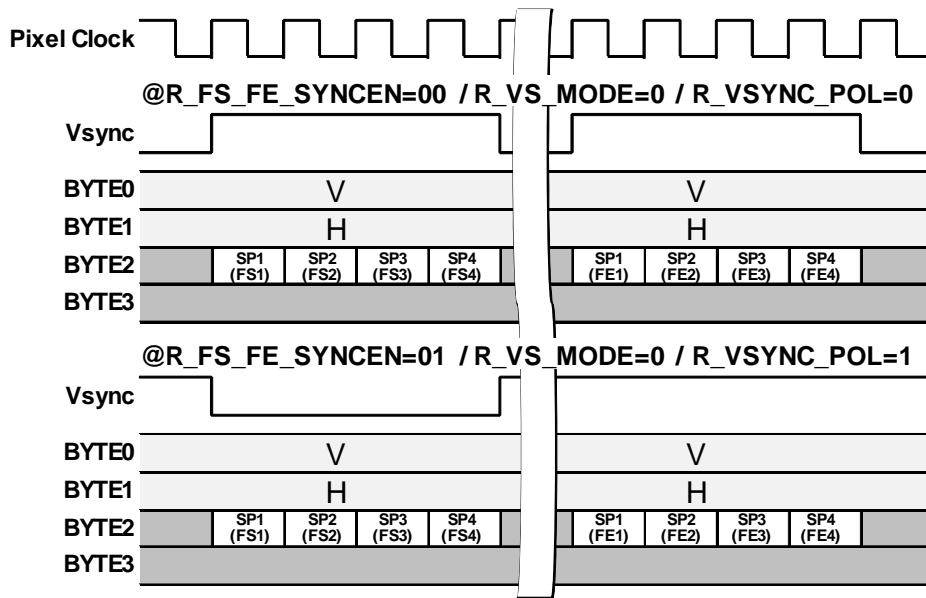 Pixel Clock
@R_FS_FE_SYNCEN=00 / R_VS_MODE=0 / R_VSYNC_POL=0
Vsync
BYTE0 V V
BYTE1 H H
BYTE2 SP1 (FS1) SP2 (FS2) SP3 (FS3) SP4 (FS4) SP1 (FE1) SP2 (FE2) SP3 (FE3) SP4 (FE4)
BYTE3
@R_FS_FE_SYNCEN=01 / R_VS_MODE=0 / R_VSYNC_POL=1
Vsync
BYTE0 V V
BYTE1 H H
BYTE2 SP1 (FS1) SP2 (FS2) SP3 (FS3) SP4 (FS4) SP1 (FE1) SP2 (FE2) SP3 (FE3) SP4 (FE4)
BYTE3